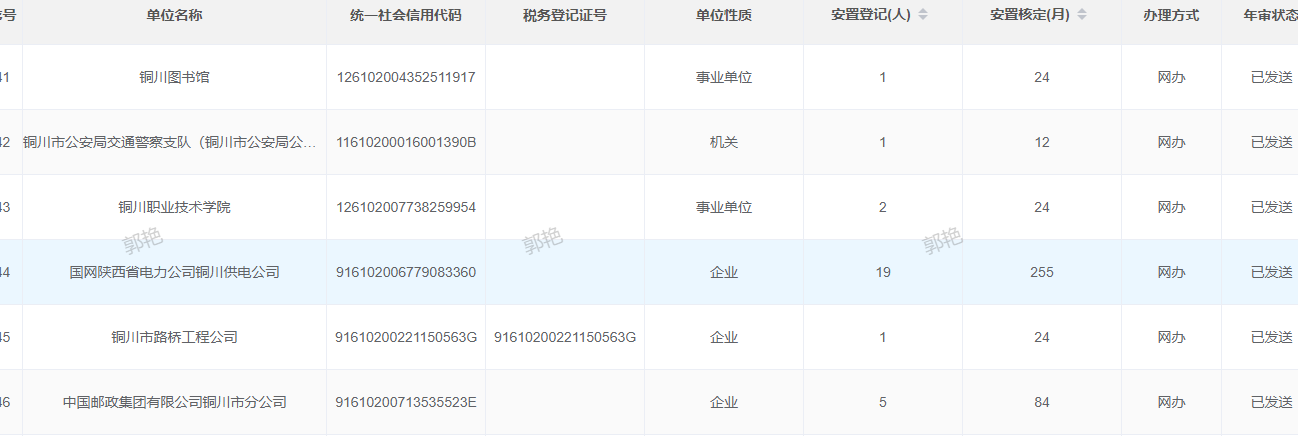 序号 单位名称 统一社会信用代码 税务登记证号 单位性质 安置登记(人) 安置核定(月) 办理方式 年审状态
41 铜川图书馆 126102004352511917 事业单位 1 24 网办 已发送
42 铜川市公安局交通警察支队（铜川市公安局公… 11610200016001390B 机关 1 12 网办 已发送
43 铜川职业技术学院 126102007738259954 事业单位 2 24 网办 已发送
郭艳 郭艳 郭艳
44 国网陕西省电力公司铜川供电公司 916102006779083360 企业 19 255 网办 已发送
45 铜川市路桥工程公司 91610200221150563G 91610200221150563G 企业 1 24 网办 已发送
46 中国邮政集团有限公司铜川市分公司 91610200713535523E 企业 5 84 网办 已发送